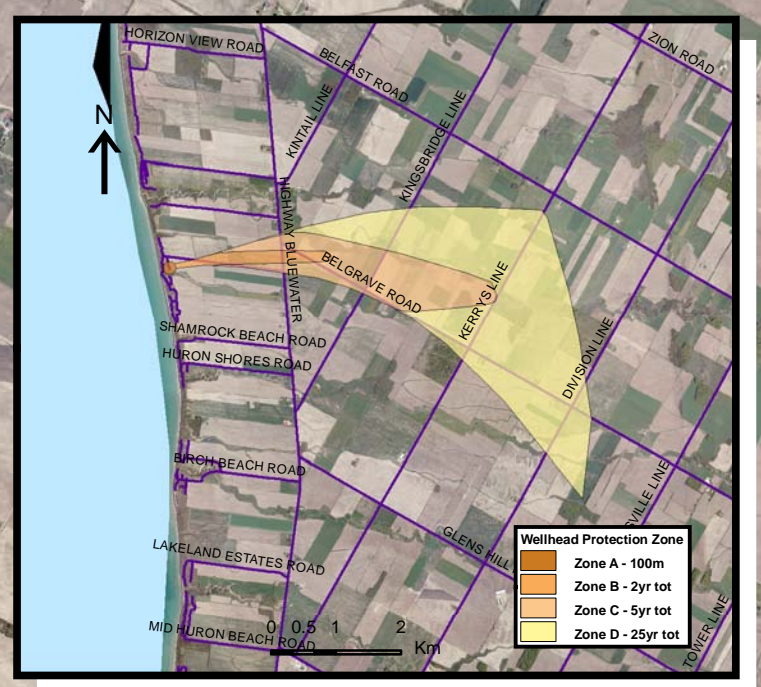 HORIZON VIEW ROAD
BELFAST ROAD
ZION ROAD
N
KINTAIL LINE
KINGSBRIDGE LINE
HIGHWAY BLUEWATER
BELGRAVE ROAD
KERRYS LINE
SHAMROCK BEACH ROAD
HURON SHORES ROAD
DIVISION LINE
BIRCH BEACH ROAD
SVILLE LINE
GLENS HILL
LAKELAND ESTATES ROAD
MID HURON BEACH ROAD
TOWER LINE
0 0.5 1 2
Km
Wellhead Protection Zone
Zone A - 100m
Zone B - 2yr tot
Zone C - 5yr tot
Zone D - 25yr tot